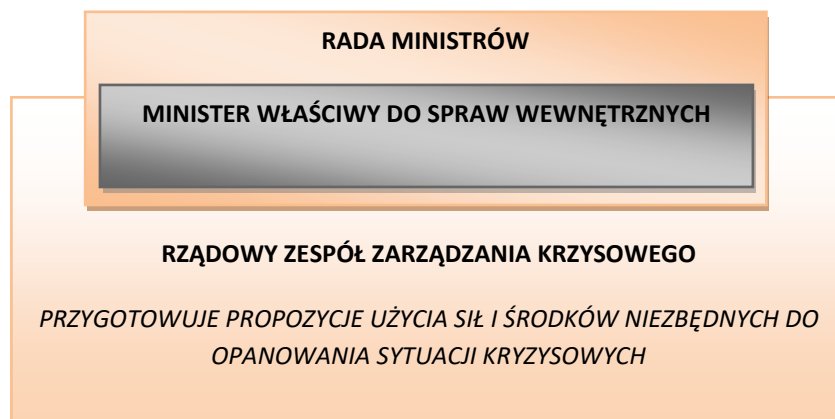 RADA MINISTRÓW
MINISTER WŁAŚCIWY DO SPRAW WEWNĘTRZNYCH
RZĄDOWY ZESPÓŁ ZARZĄDZANIA KRZYSOWEGO
PRZYGOTOWUJE PROPOZYCJE UŻYCIA SIŁ I ŚRODKÓW NIEZBĘDNYCH DO
OPANOWANIA SYTUACJI KRYZYSOWYCH